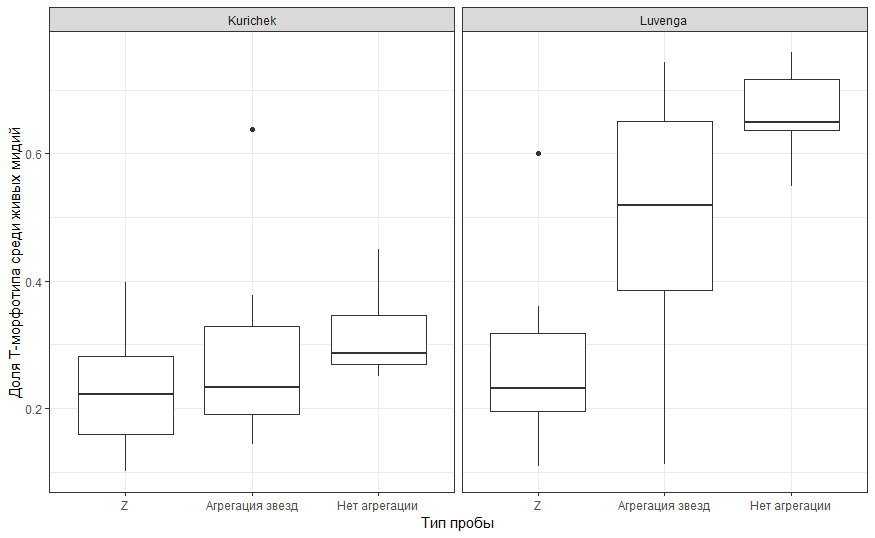 Kurichek
Luvenga
Доля Т-морфотипа среди живых мидий
0.6
0.4
0.2
Z
Агрегация звезд
Нет агрегации
Z
Агрегация звезд
Нет агрегации
Тип пробы